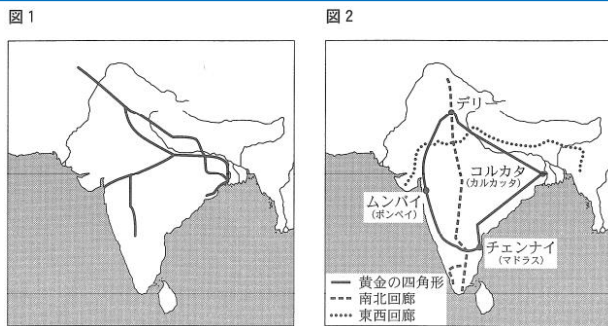 図1
図2
デリー
コルカタ
(カルカッタ)
ムンバイ
(ボンベイ)
チェンナイ
(マドラス)
黄金の四角形
南北回廊
東西回廊